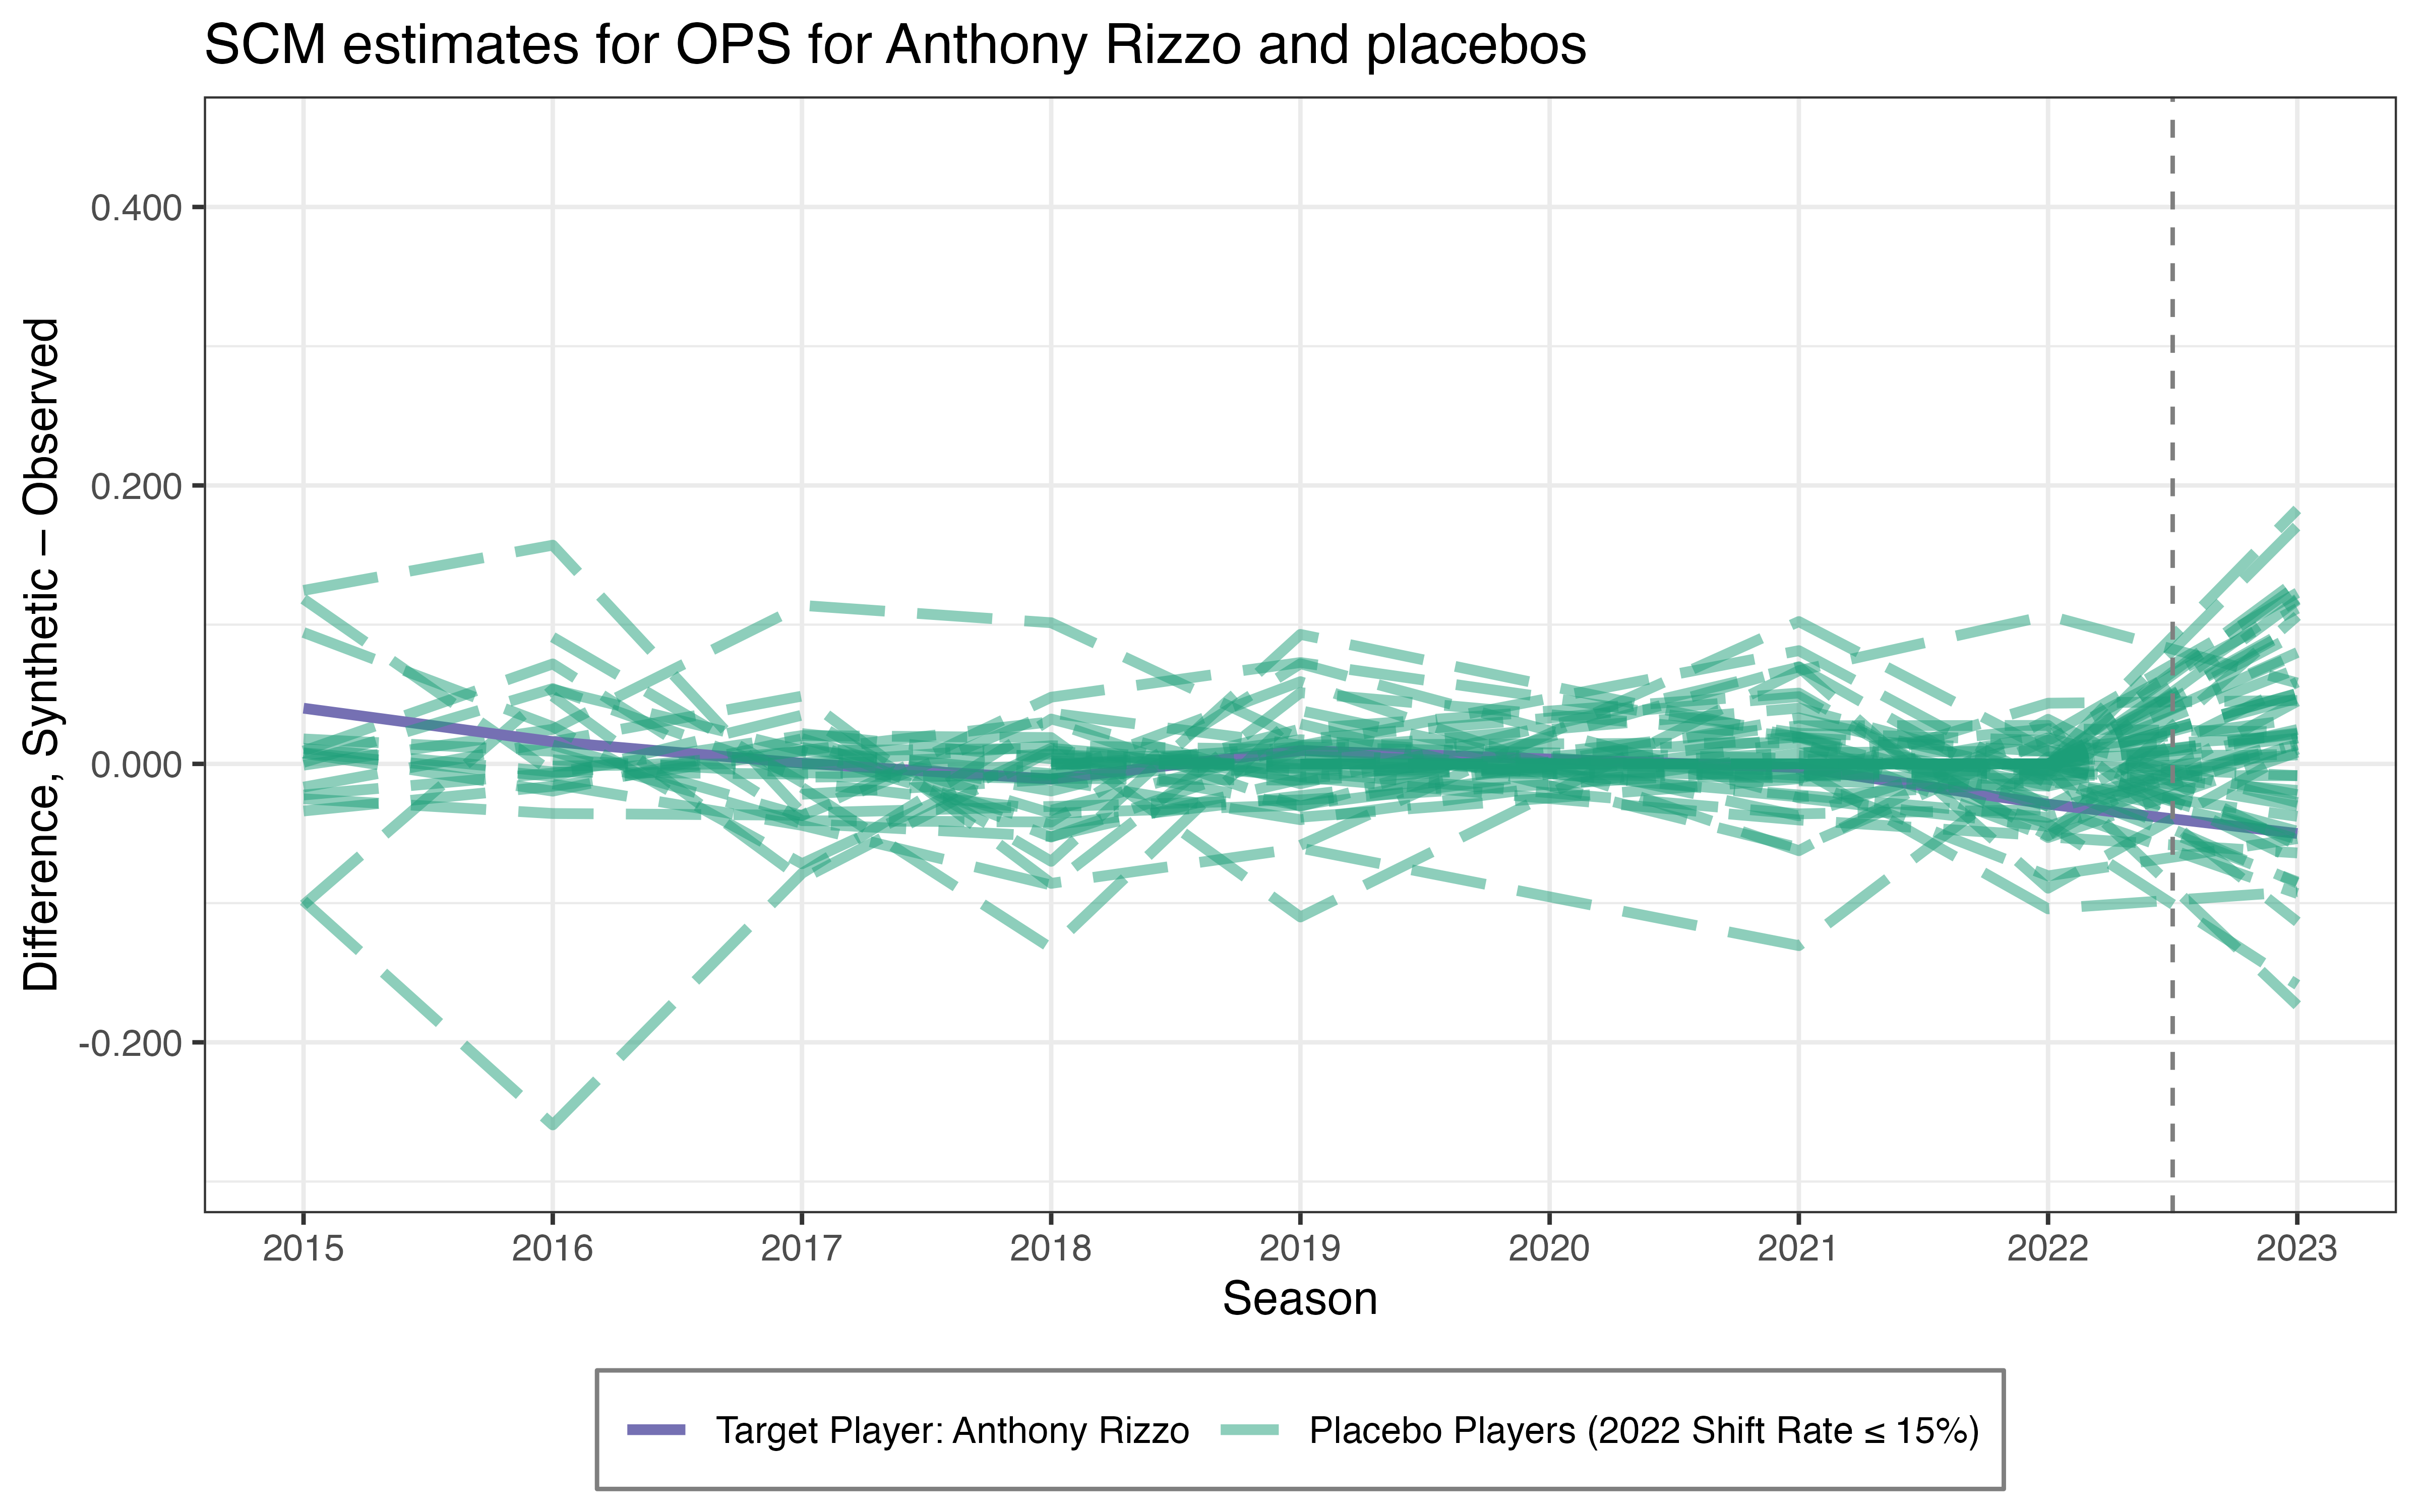 SCM estimates for OPS for Anthony Rizzo and placebos
Difference, Synthetic – Observed
0.400
0.200
0.000
-0.200
2015 2016 2017 2018 2019 2020 2021 2022 2023
Season
Target Player: Anthony Rizzo Placebo Players (2022 Shift Rate ≤ 15%)